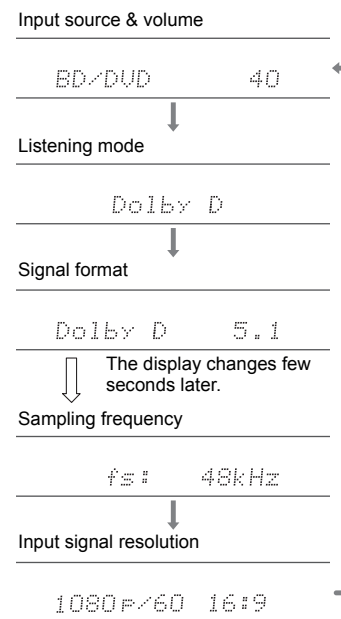 Input source & volume
BD/DVD 40
Listening mode
Dolby D
Signal format
Dolby D 5.1
The display changes few
seconds later.
Sampling frequency
fs: 48kHz
Input signal resolution
1080p/60 16:9